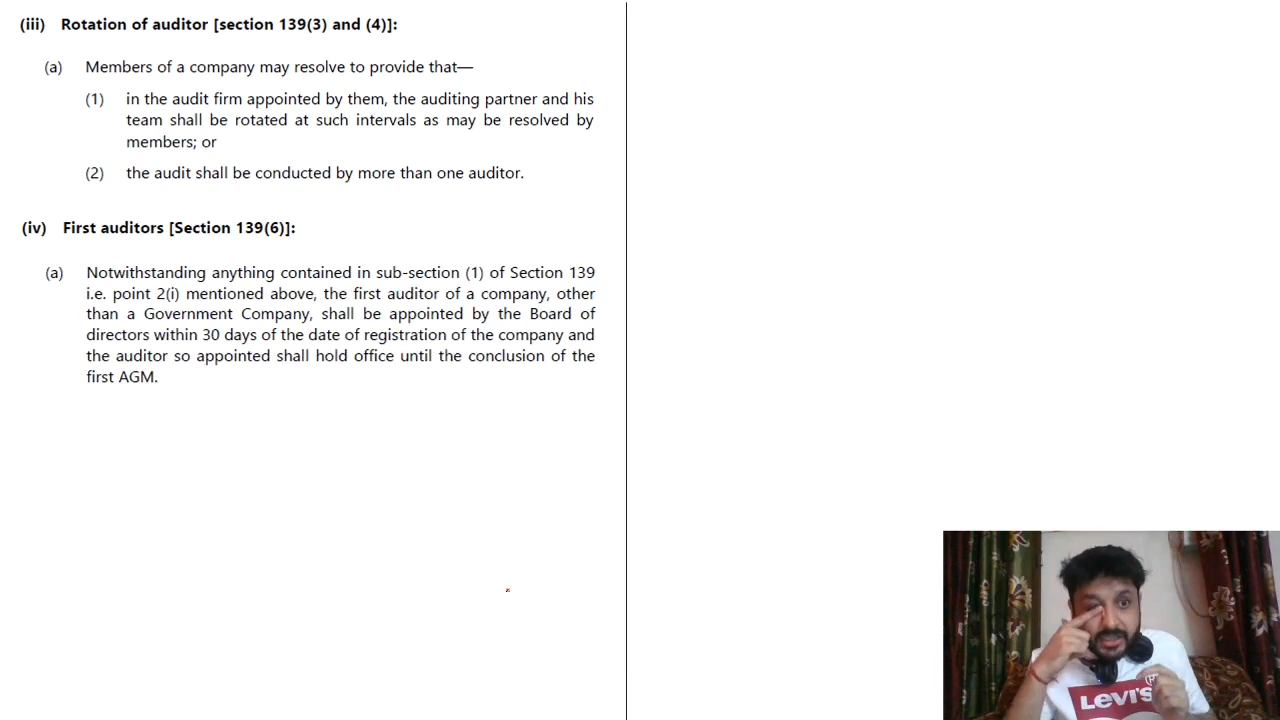 (iii) Rotation of auditor [section 139(3) and (4)]:
(a) Members of a company may resolve to provide that—
(1) in the audit firm appointed by them, the auditing partner and his
team shall be rotated at such intervals as may be resolved by
members; or
(2) the audit shall be conducted by more than one auditor.
(iv) First auditors [Section 139(6)]:
(a) Notwithstanding anything contained in sub-section (1) of Section 139
i.e. point 2(i) mentioned above, the first auditor of a company, other
than a Government Company, shall be appointed by the Board of
directors within 30 days of the date of registration of the company and
the auditor so appointed shall hold office until the conclusion of the
first AGM.
LEVI'S